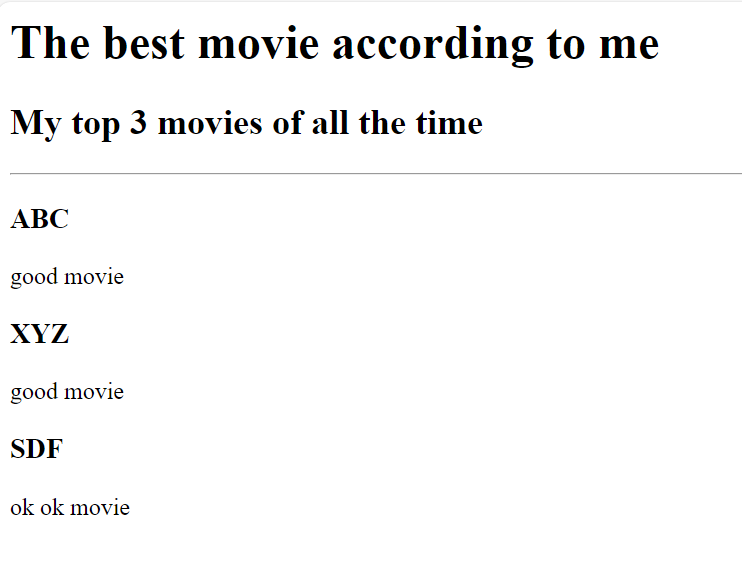 The best movie according to me
My top 3 movies of all the time
ABC
good movie
XYZ
good movie
SDF
ok ok movie